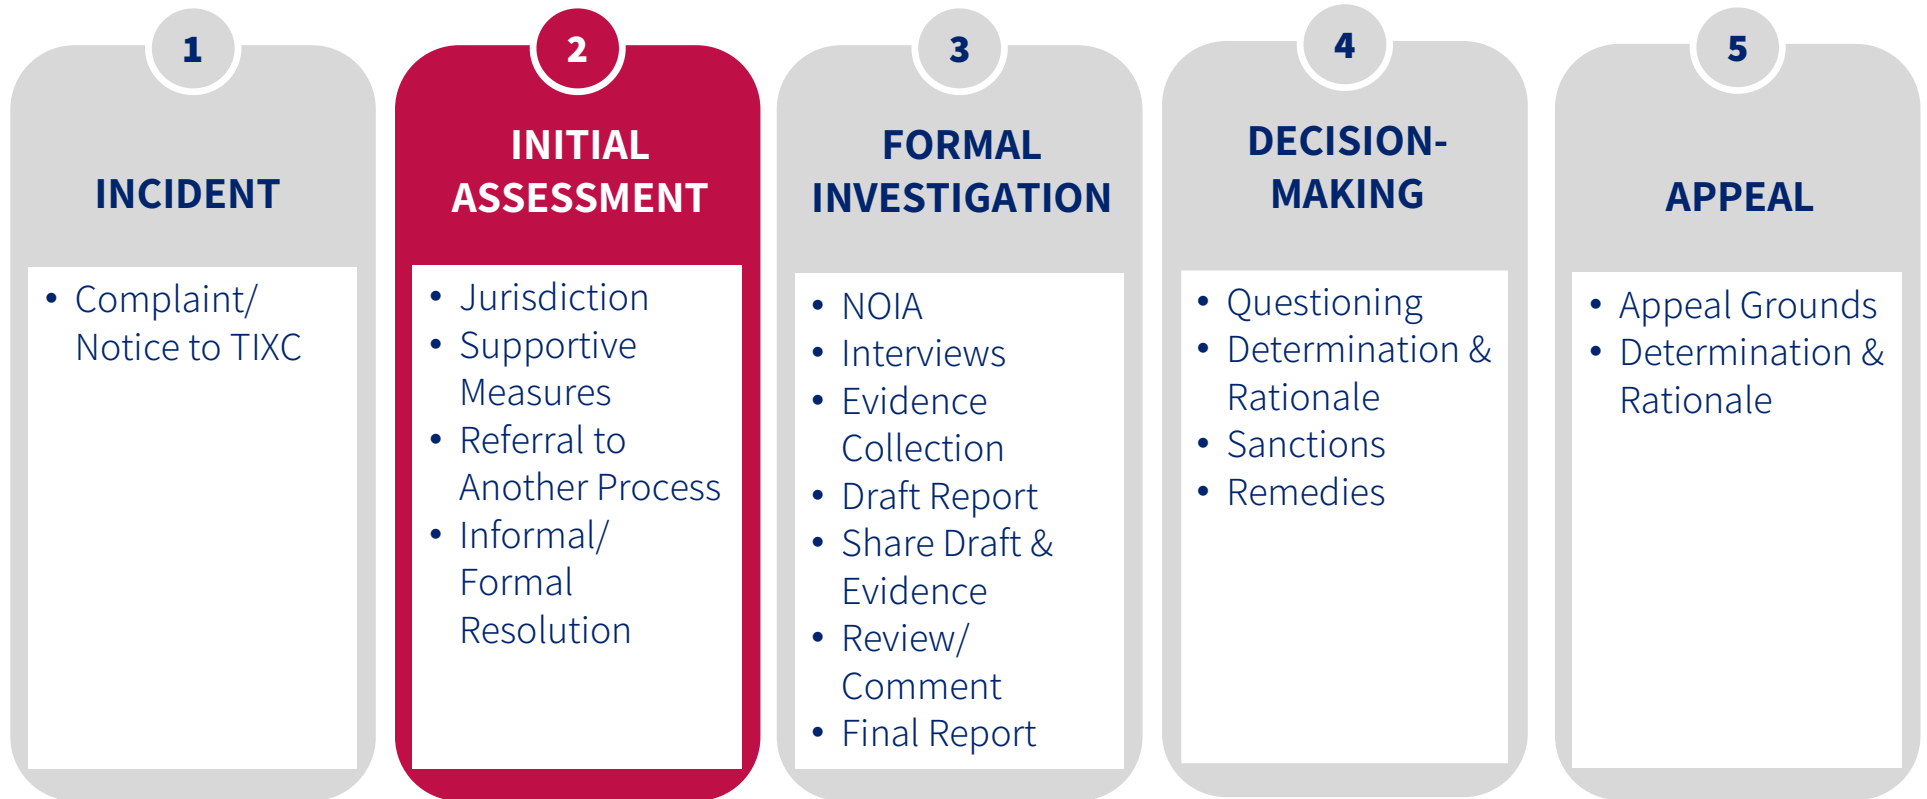 1
INCIDENT
• Complaint/
Notice to TIXC
2
INITIAL
ASSESSMENT
• Jurisdiction
• Supportive
Measures
• Referral to
Another Process
• Informal/
Formal
Resolution
3
FORMAL
INVESTIGATION
• NOIA
• Interviews
• Evidence
Collection
• Draft Report
• Share Draft &
Evidence
• Review/
Comment
• Final Report
4
DECISION-
MAKING
• Questioning
• Determination &
Rationale
• Sanctions
• Remedies
5
APPEAL
• Appeal Grounds
• Determination &
Rationale